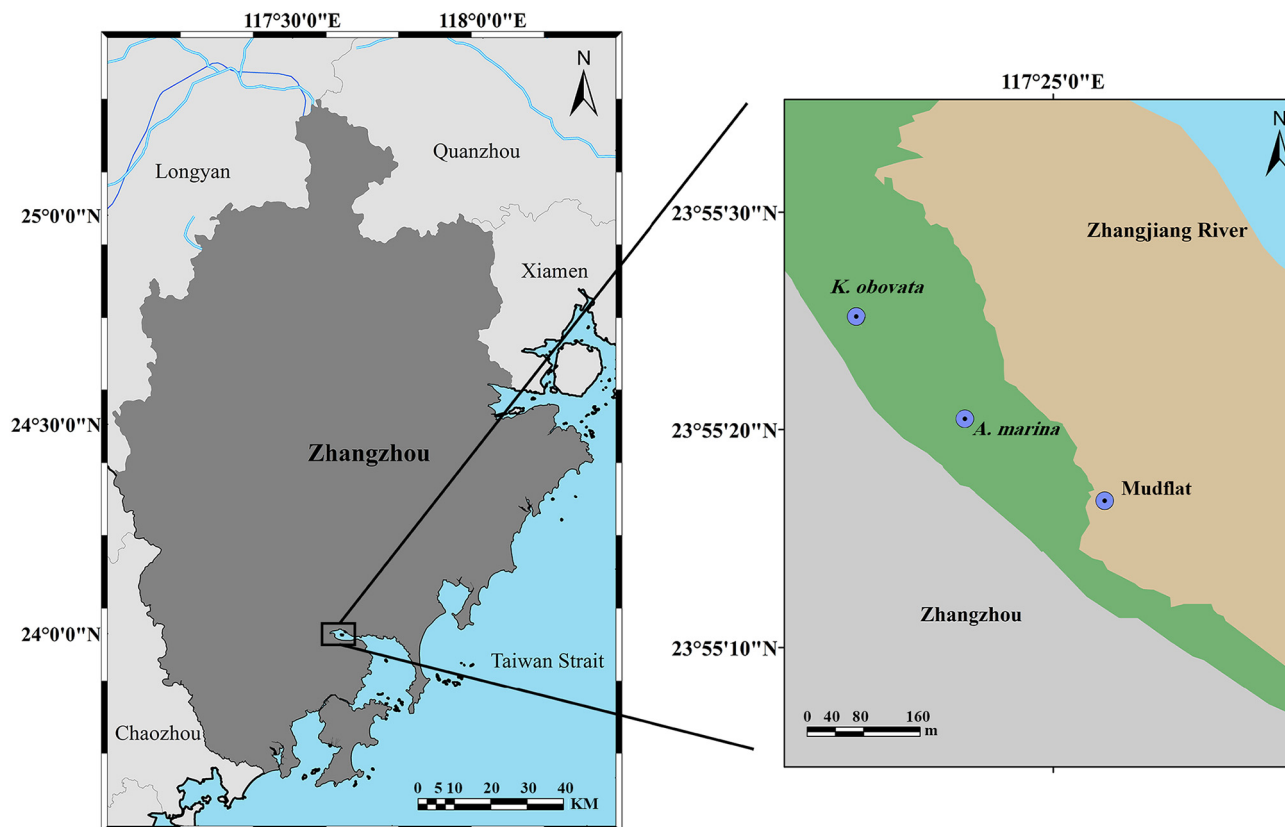 117°30'0"E
118°0'0"E
N
Longyan
Quanzhou
25°0'0"N
Xiamen
24°30'0"N
Zhangzhou
24°0'0"N
Taiwan Strait
Chaozhou
0 5 10 20 30 40
KM
117°25'0"E
N
23°55'30"N
Zhangjiang River
K. obovata
23°55'20"N
A. marina
Mudflat
Zhangzhou
23°55'10"N
0 40 80 160
m